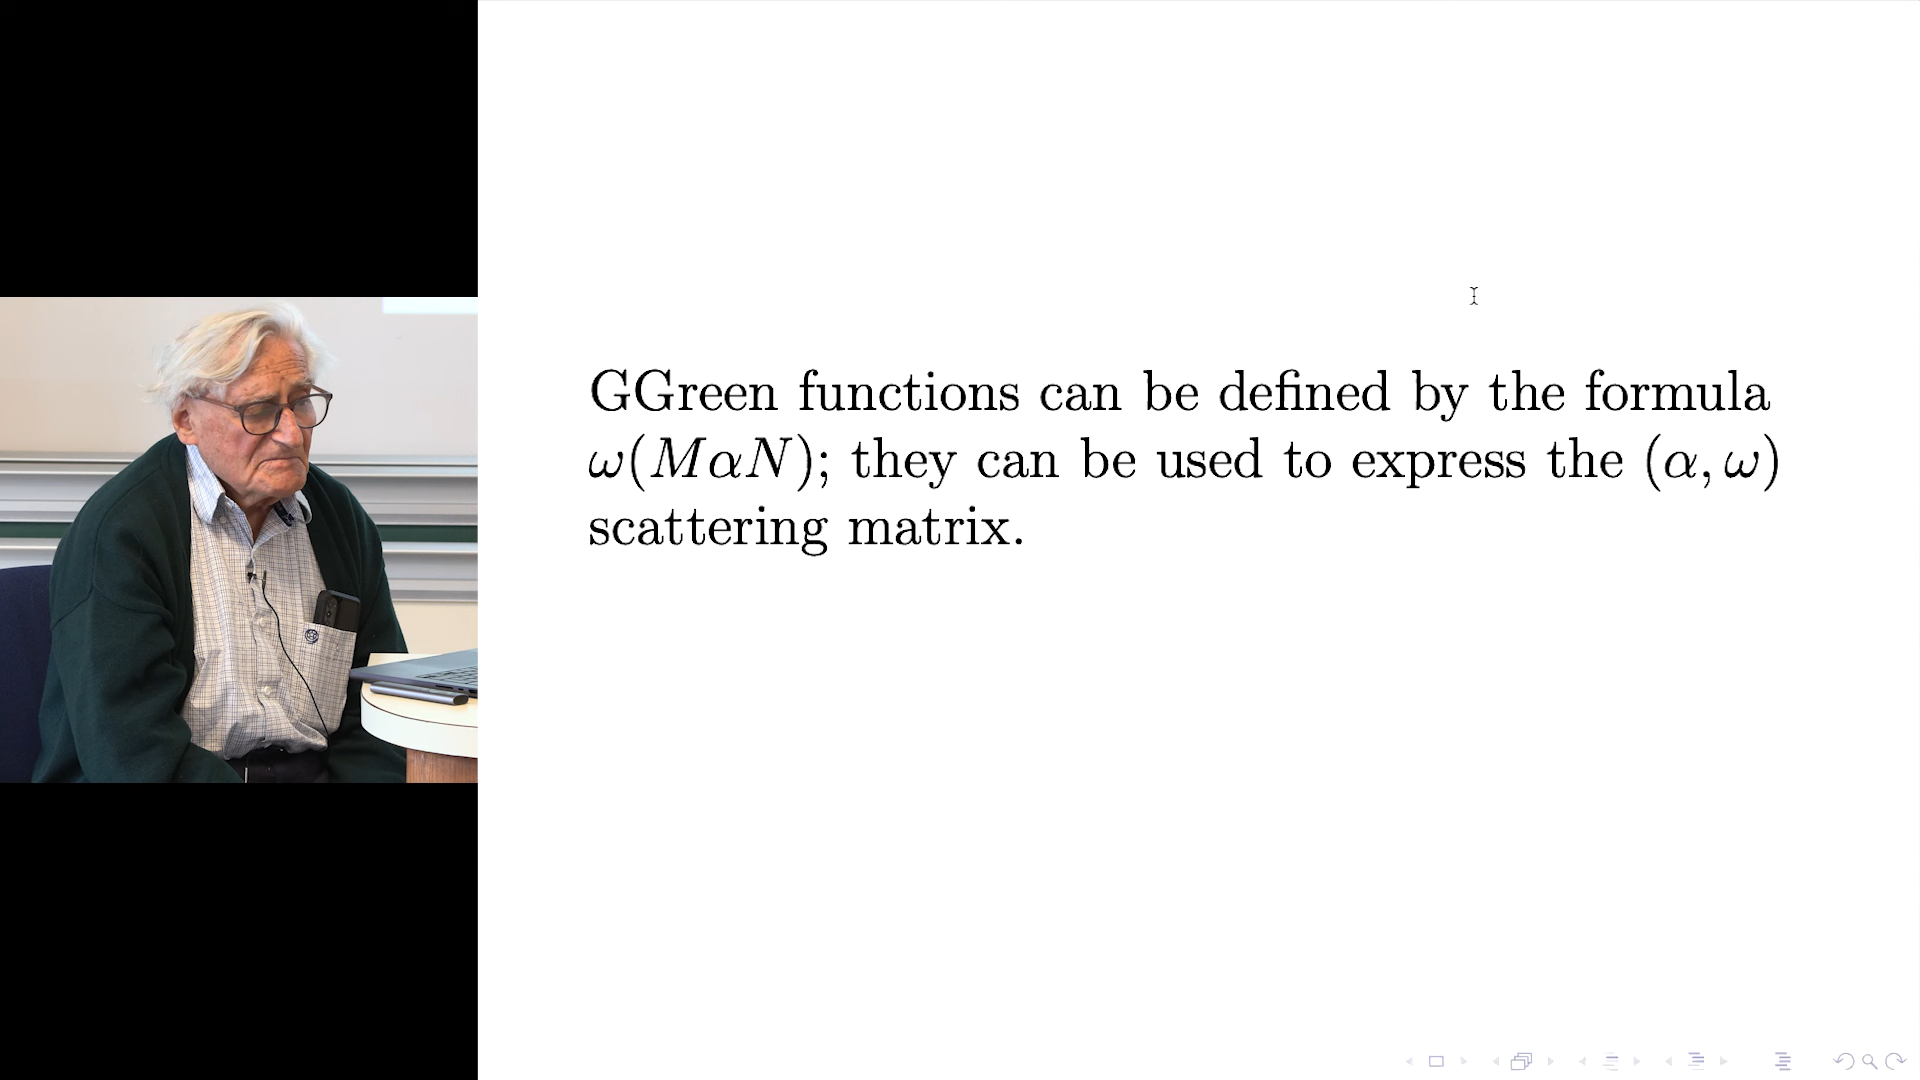 GGreen functions can be defined by the formula
ω(MαN); they can be used to express the (α, ω)
scattering matrix.